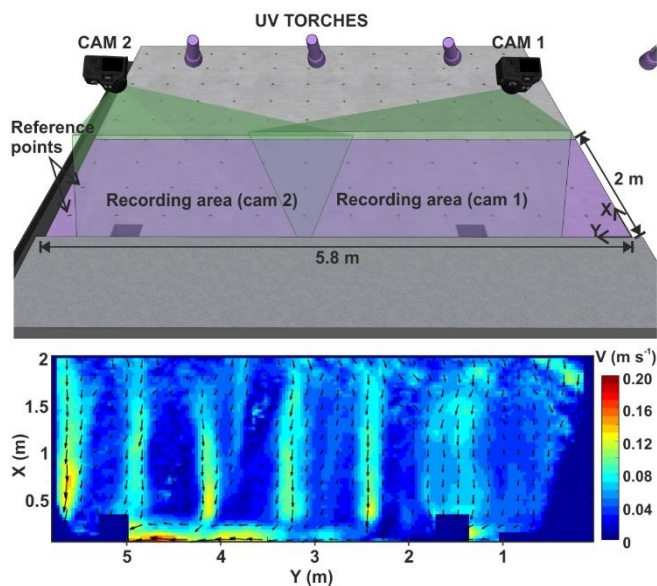 UV TORCHES
CAM 2
CAM 1
Reference
points
Recording area (cam 2)
Recording area (cam 1)
2 m
X
Y
5.8 m
V (m s⁻¹)
2
1.5
1
0.5
X (m)
5
4
3
2
1
Y (m)
0.20
0.16
0.12
0.08
0.04
0